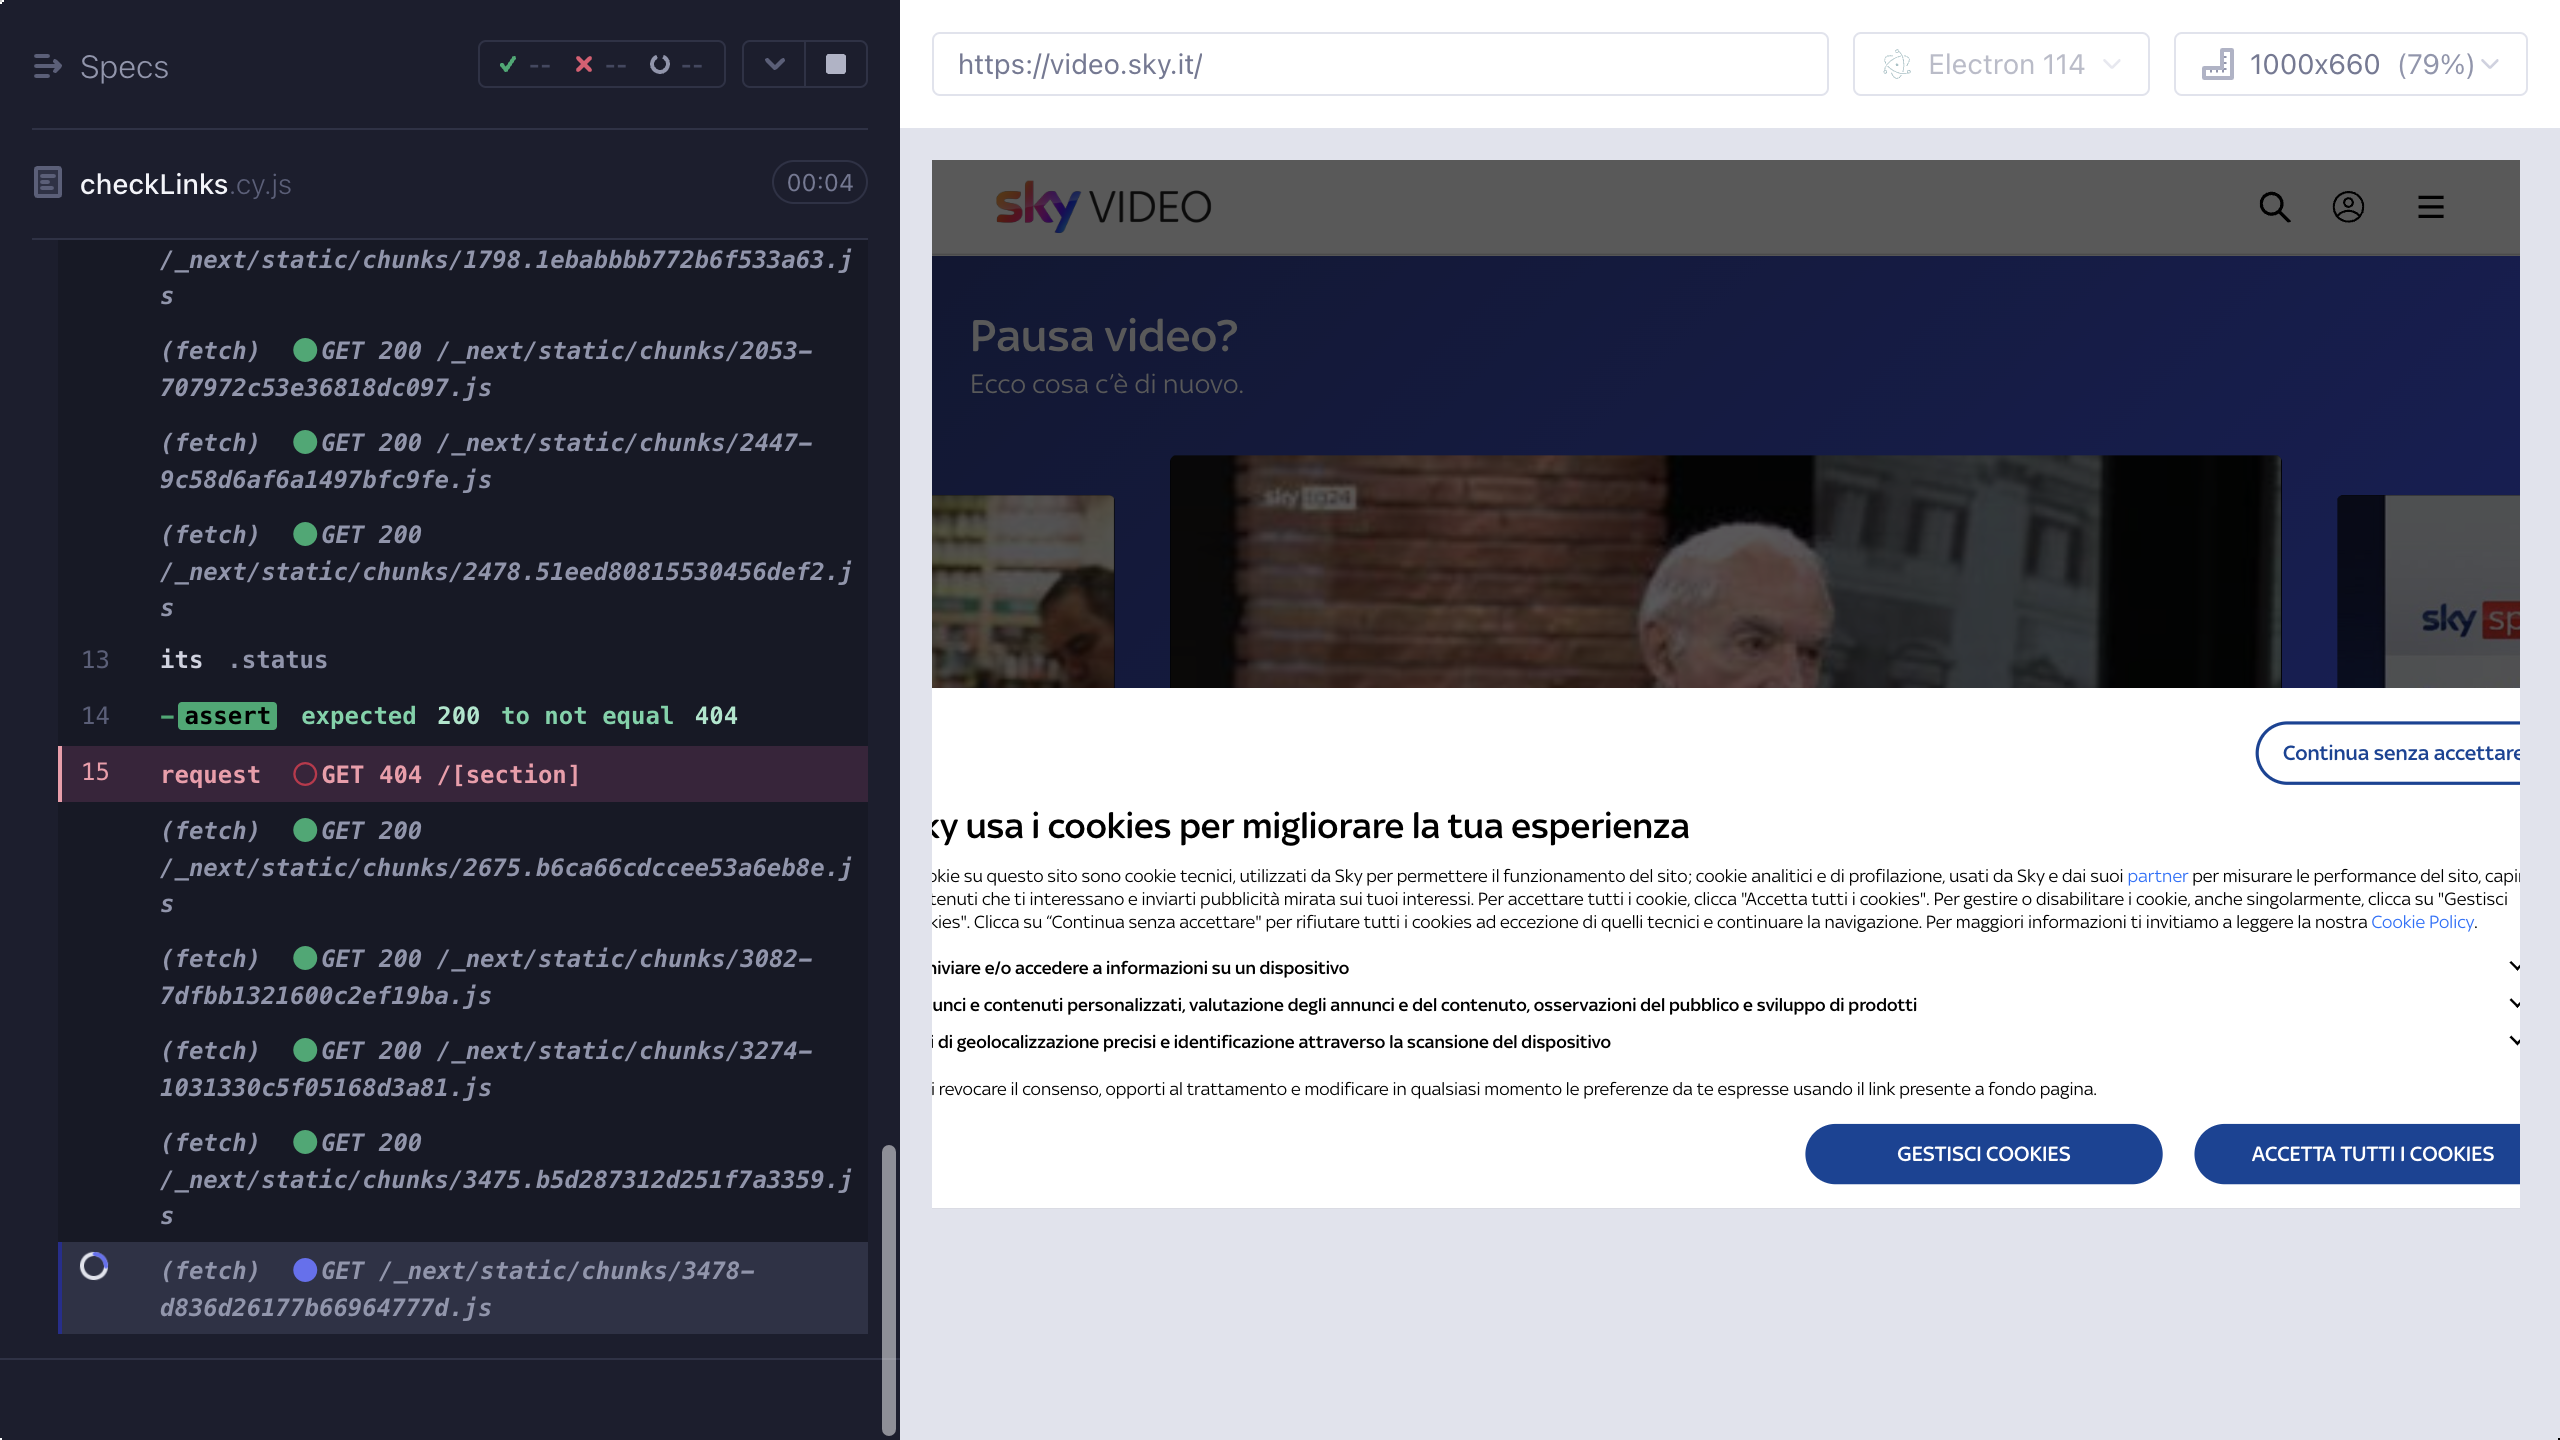 Specs
--
--
--
checkLinks.cy.js
00:04
/_next/static/chunks/1798.1ebabbbb772b6f533a63.j
s
(fetch) GET 200 /_next/static/chunks/2053-
707972c53e36818dc097.js
(fetch) GET 200 /_next/static/chunks/2447-
9c58d6af6a1497bfc9fe.js
(fetch) GET 200
/_next/static/chunks/2478.51eed80815530456def2.j
s
13 its .status
14 -assert expected 200 to not equal 404
15 request GET 404 /[section]
(fetch) GET 200
/_next/static/chunks/2675.b6ca66cdccee53a6eb8e.j
s
(fetch) GET 200 /_next/static/chunks/3082-
7dfbb1321600c2ef19ba.js
(fetch) GET 200 /_next/static/chunks/3274-
1031330c5f05168d3a81.js
(fetch) GET 200
/_next/static/chunks/3475.b5d287312d251f7a3359.j
s
(fetch) GET /_next/static/chunks/3478-
d836d26177b66964777d.js
https://video.sky.it/
Electron 114
1000x660 (79%)
sky VIDEO
Pausa video?
Ecco cosa c'è di nuovo.
sky tg24
sky sp
Continua senza accettare
ky usa i cookies per migliorare la tua esperienza
okie su questo sito sono cookie tecnici, utilizzati da Sky per permettere il funzionamento del sito; cookie analitici e di profilazione, usati da Sky e dai suoi partner per misurare le performance del sito, capi
tenuti che ti interessano e inviarti pubblicità mirata sui tuoi interessi. Per accettare tutti i cookie, clicca "Accetta tutti i cookies". Per gestire o disabilitare i cookie, anche singolarmente, clicca su "Gestisci
kies". Clicca su “Continua senza accettare" per rifiutare tutti i cookies ad eccezione di quelli tecnici e continuare la navigazione. Per maggiori informazioni ti invitiamo a leggere la nostra Cookie Policy.
hiviare e/o accedere a informazioni su un dispositivo
unci e contenuti personalizzati, valutazione degli annunci e del contenuto, osservazioni del pubblico e sviluppo di prodotti
i di geolocalizzazione precisi e identificazione attraverso la scansione del dispositivo
i revocare il consenso, opporti al trattamento e modificare in qualsiasi momento le preferenze da te espresse usando il link presente a fondo pagina.
GESTISCI COOKIES
ACCETTA TUTTI I COOKIES